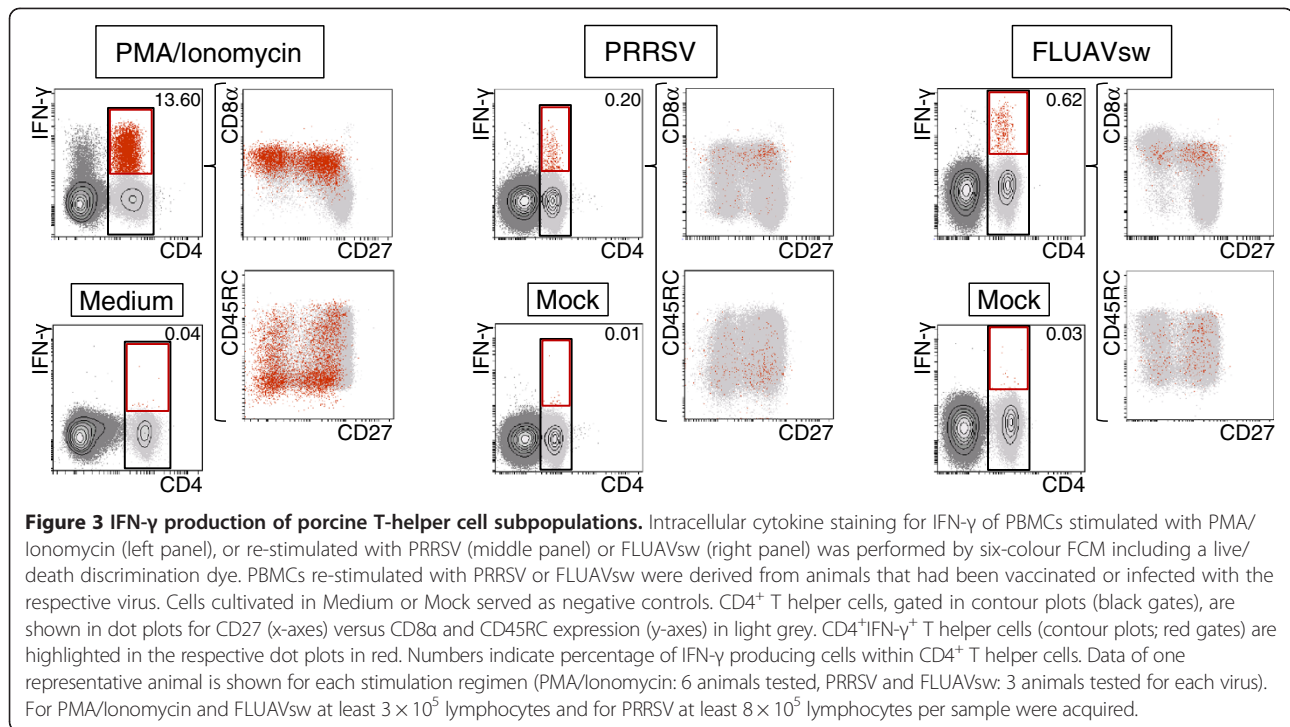 PMA/Ionomycin
PRRSV
FLUAVsw
IFN-γ
13.60
CD4
CD8α
CD27
IFN-γ
0.20
CD4
CD8α
CD27
IFN-γ
0.62
CD4
CD8α
CD27
Medium
IFN-γ
0.04
CD4
CD45RC
CD27
Mock
IFN-γ
0.01
CD4
CD45RC
CD27
Mock
IFN-γ
0.03
CD4
CD45RC
CD27
Figure 3 IFN-γ production of porcine T-helper cell subpopulations. Intracellular cytokine staining for IFN-γ of PBMCs stimulated with PMA/
Ionomycin (left panel), or re-stimulated with PRRSV (middle panel) or FLUAVsw (right panel) was performed by six-colour FCM including a live/
death discrimination dye. PBMCs re-stimulated with PRRSV or FLUAVsw were derived from animals that had been vaccinated or infected with the
respective virus. Cells cultivated in Medium or Mock served as negative controls. CD4⁺ T helper cells, gated in contour plots (black gates), are
shown in dot plots for CD27 (x-axes) versus CD8α and CD45RC expression (y-axes) in light grey. CD4⁺IFN-γ⁺ T helper cells (contour plots; red gates) are
highlighted in the respective dot plots in red. Numbers indicate percentage of IFN-γ producing cells within CD4⁺ T helper cells. Data of one
representative animal is shown for each stimulation regimen (PMA/Ionomycin: 6 animals tested, PRRSV and FLUAVsw: 3 animals tested for each virus).
For PMA/Ionomycin and FLUAVsw at least 3 × 10⁵ lymphocytes and for PRRSV at least 8 × 10⁵ lymphocytes per sample were acquired.